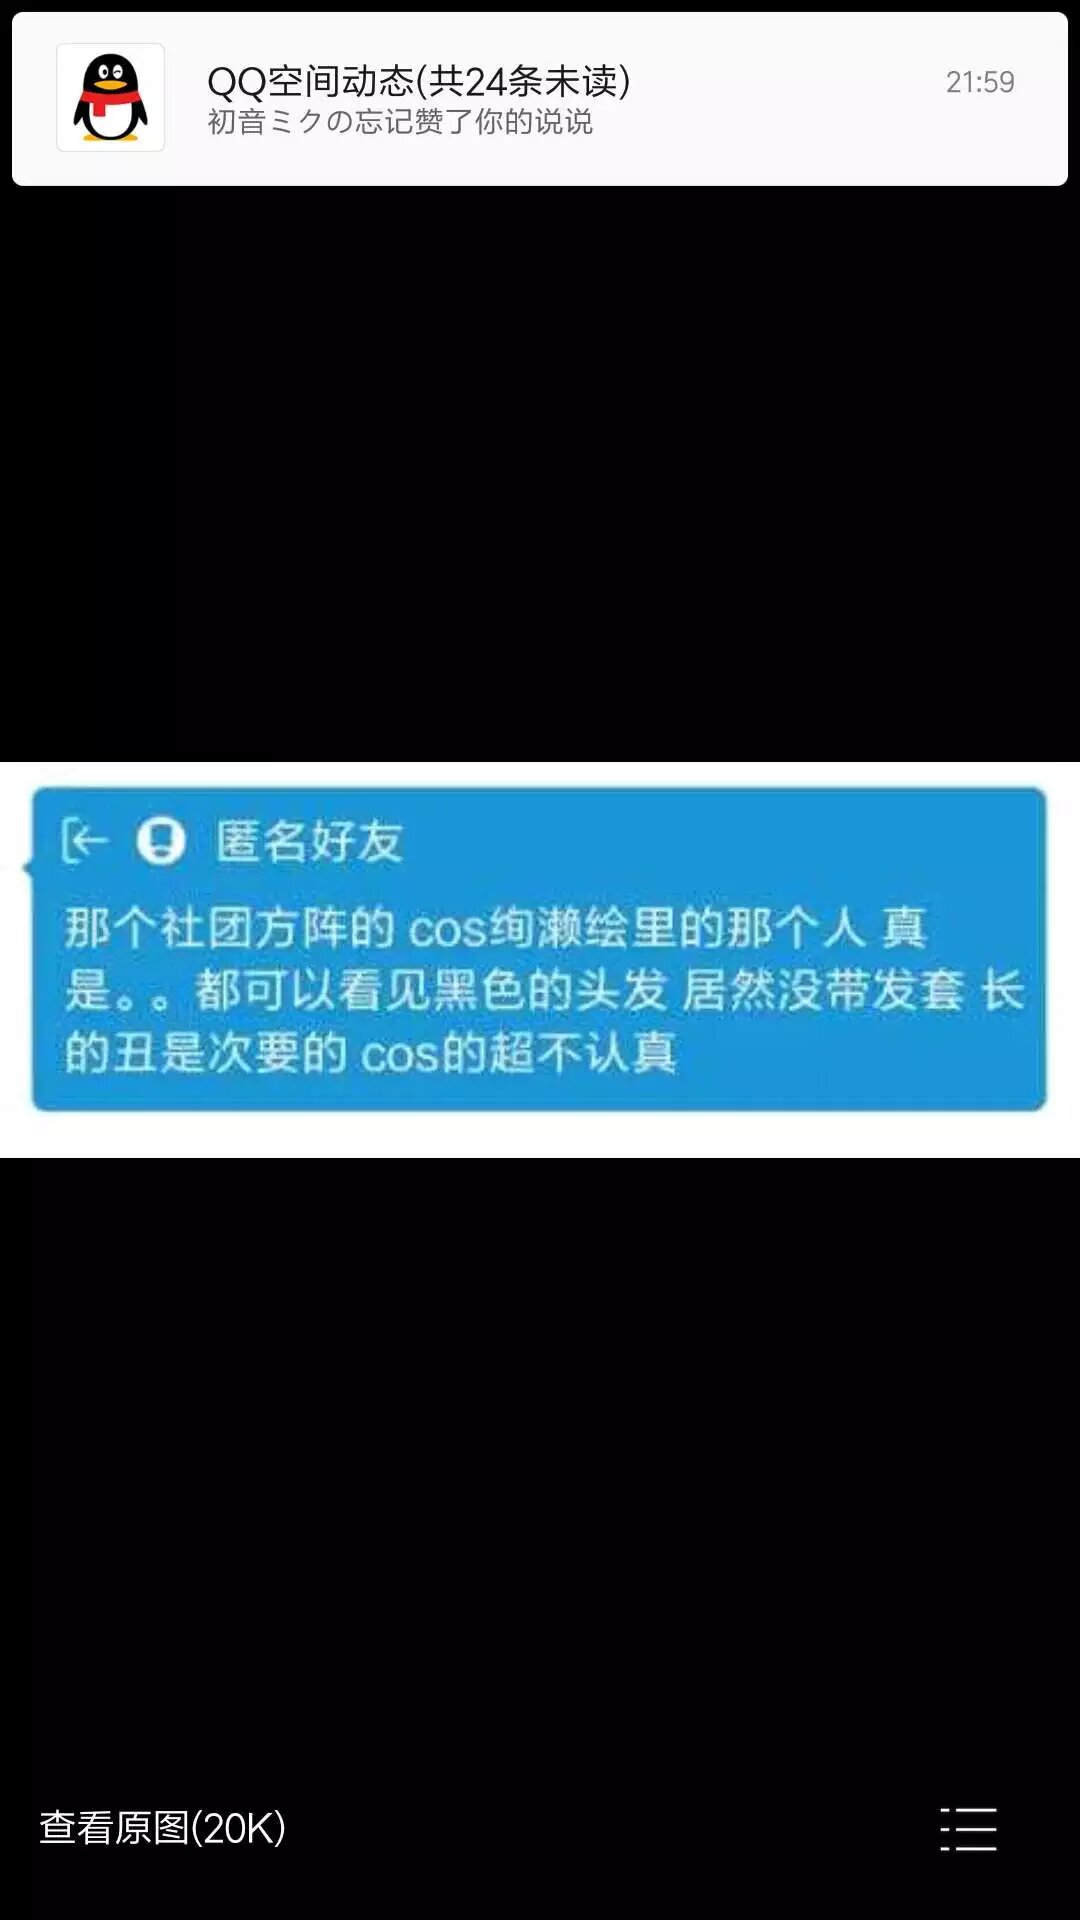 QQ空间动态(共24条未读)
21:59
初音ミクの忘记赞了你的说说
匿名好友
那个社团方阵的 cos绚濑绘里的那个人 真
是。。都可以看见黑色的头发 居然没带发套 长
的丑是次要的 cos的超不认真
查看原图(20K)